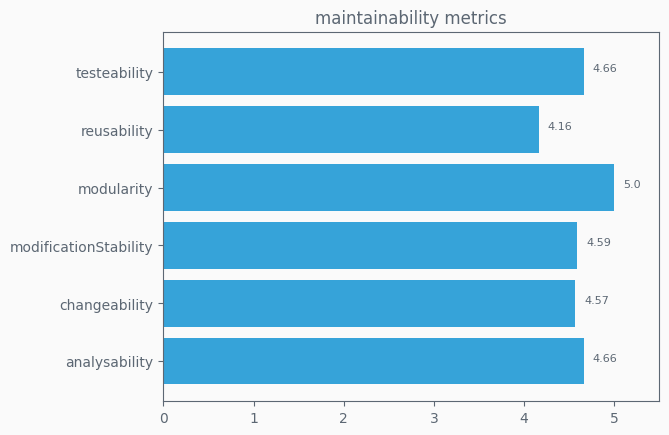 maintainability metrics
testeability 4.66
reusability 4.16
modularity 5.0
modificationStability 4.59
changeability 4.57
analysability 4.66
0 1 2 3 4 5